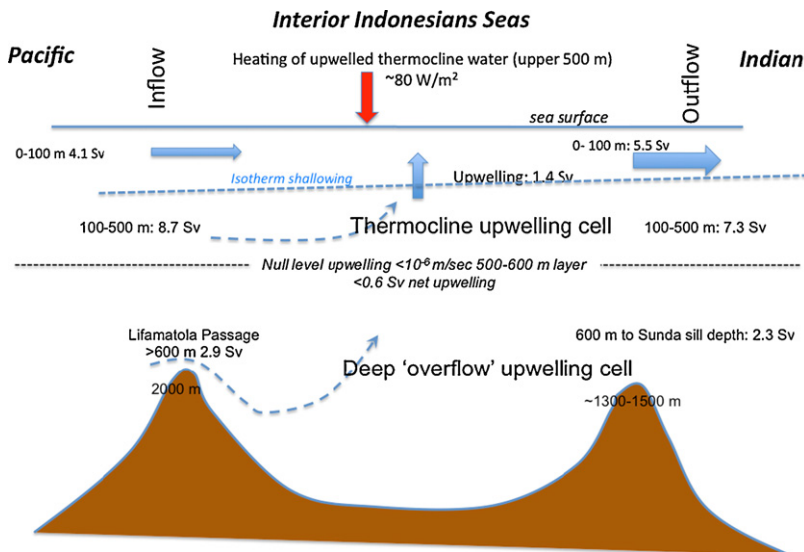 Interior Indonesians Seas
Pacific
Inflow
Heating of upwelled thermocline water (upper 500 m)
~80 W/m²
Outflow
Indian
sea surface
0-100 m 4.1 Sv
0- 100 m: 5.5 Sv
Isotherm shallowing
Upwelling: 1.4 Sv
100-500 m: 8.7 Sv
Thermocline upwelling cell
100-500 m: 7.3 Sv
Null level upwelling <10⁻⁶ m/sec 500-600 m layer
<0.6 Sv net upwelling
Lifamatola Passage
>600 m 2.9 Sv
600 m to Sunda sill depth: 2.3 Sv
Deep ‘overflow’ upwelling cell
2000 m
~1300-1500 m